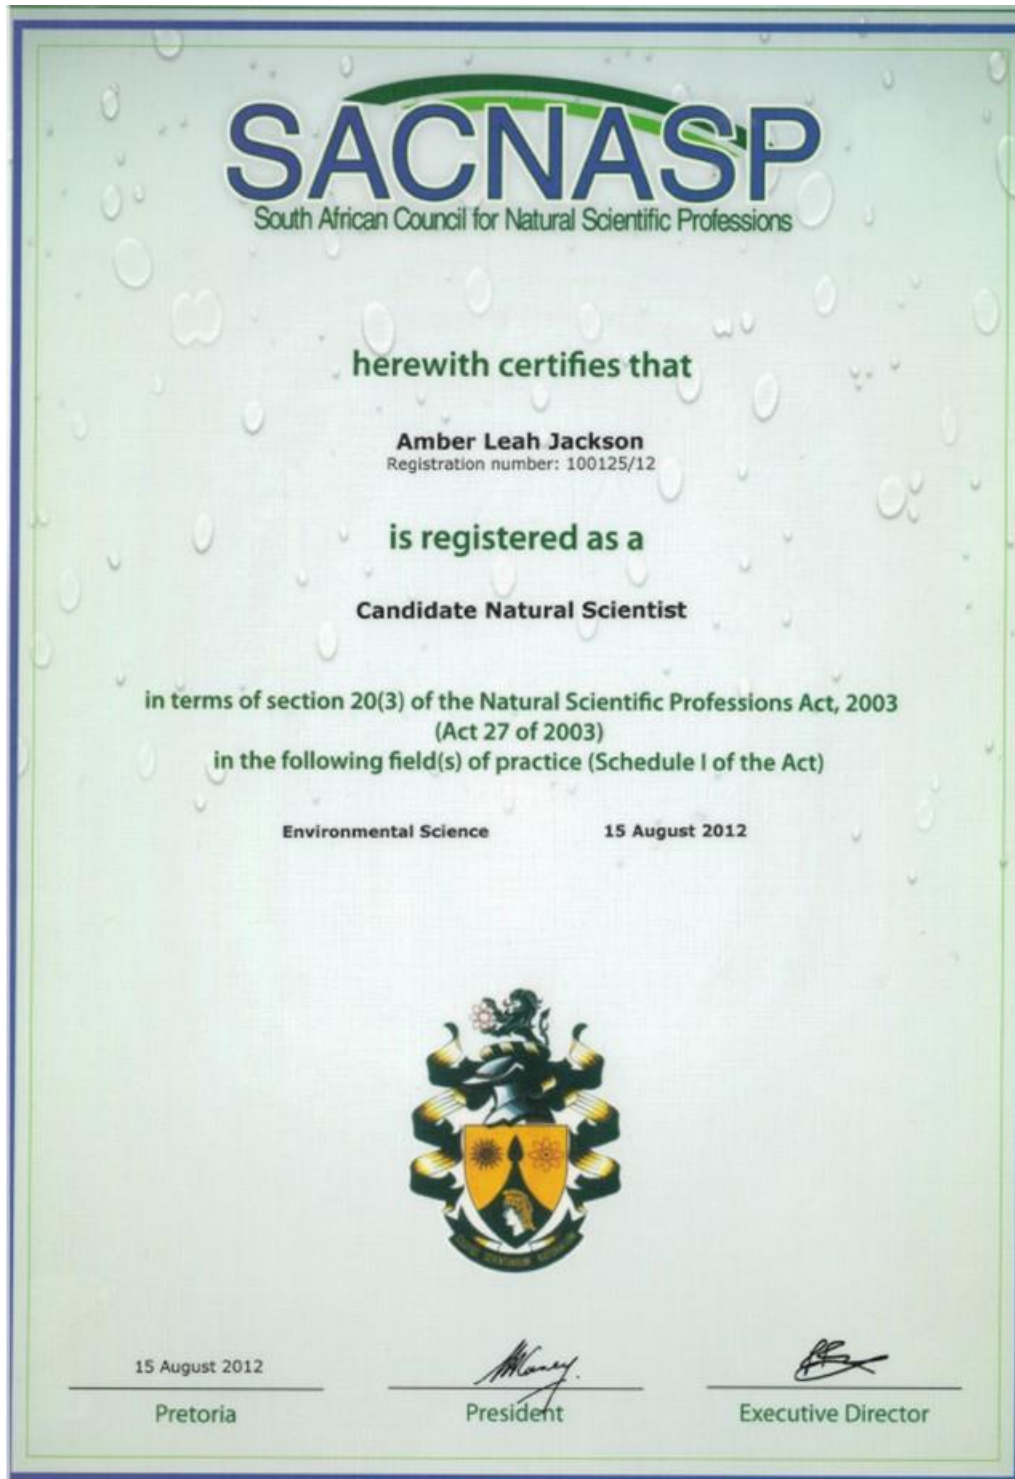 SACNASP
South African Council for Natural Scientific Professions
herewith certifies that
Amber Leah Jackson
Registration number: 100125/12
is registered as a
Candidate Natural Scientist
in terms of section 20(3) of the Natural Scientific Professions Act, 2003
(Act 27 of 2003)
in the following field(s) of practice (Schedule I of the Act)
Environmental Science 15 August 2012
15 August 2012
Pretoria President Executive Director